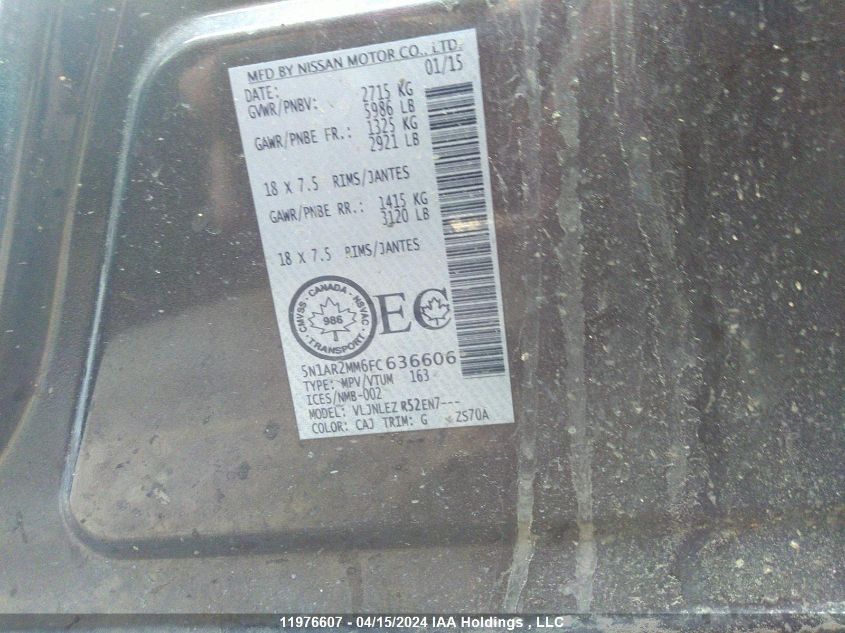 MFD BY NISSAN MOTOR CO., LTD.
DATE: 01/15
GVWR/PNBV: 2715 KG
5986 LB
GAWR/PNBE FR.: 1325 KG
2921 LB
18 X 7.5 RIMS/JANTES
GAWR/PNBE RR.: 1415 KG
3120 LB
18 X 7.5 RIMS/JANTES
CANADA
CMVSS · NSVAC
986
TRANSPORT
EC
5N1AR2MM6FC636606
TYPE: MPV/VTUM 163
ICES/NMB-002
MODEL: VLJNLEZ R52EN7---
COLOR: CAJ TRIM: G ZS70A
11976607 - 04/15/2024 IAA Holdings , LLC